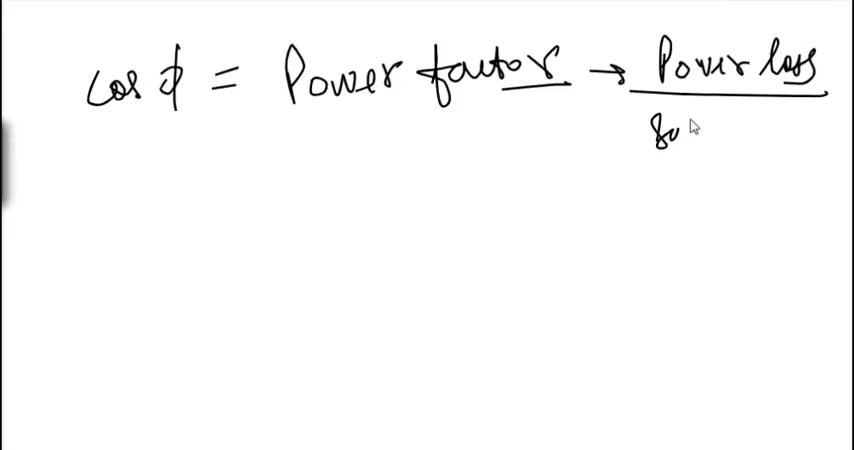 cos ϕ = Power factor → Power loss